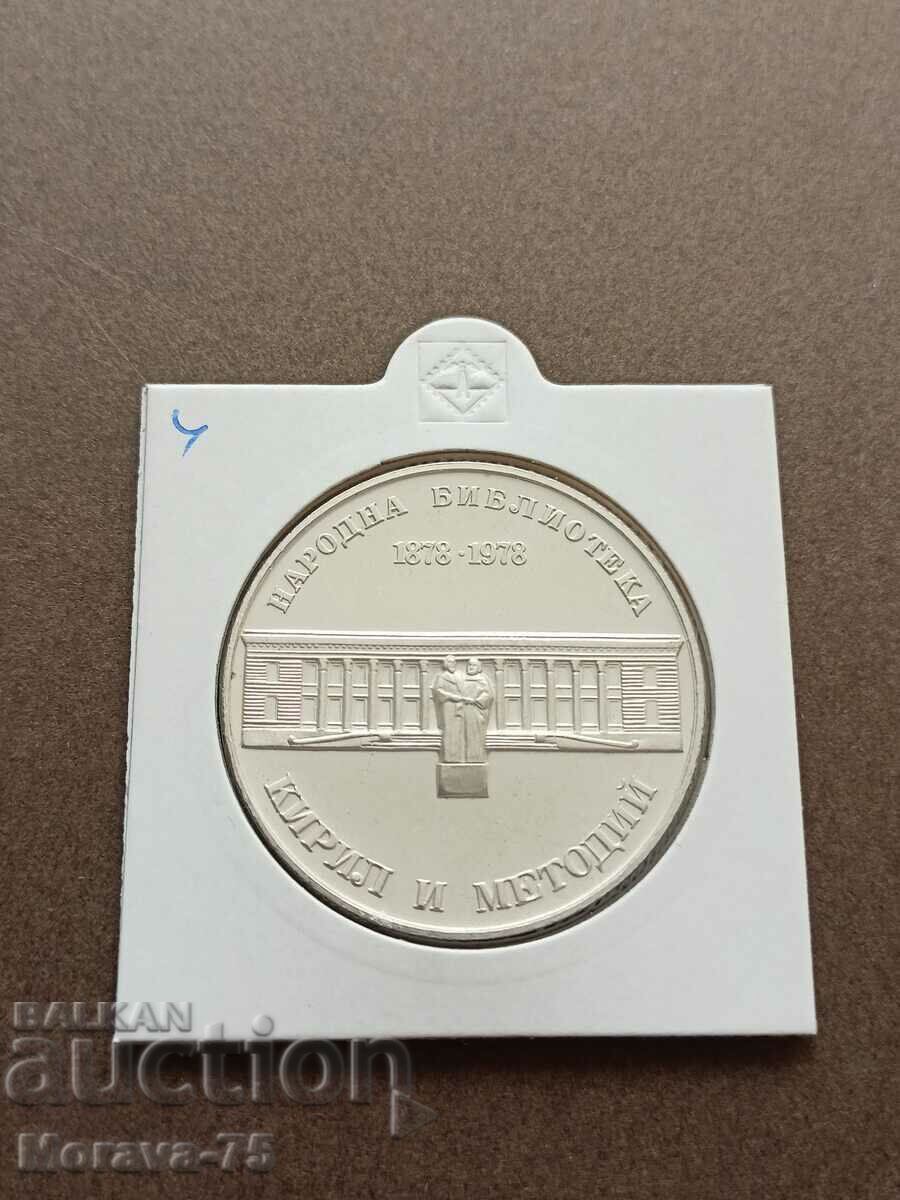 НАРОДНА БИБЛИОТЕКА
1878·1978
КИРИЛ И МЕТОДИЙ
BALKAN
auction
Morava-75